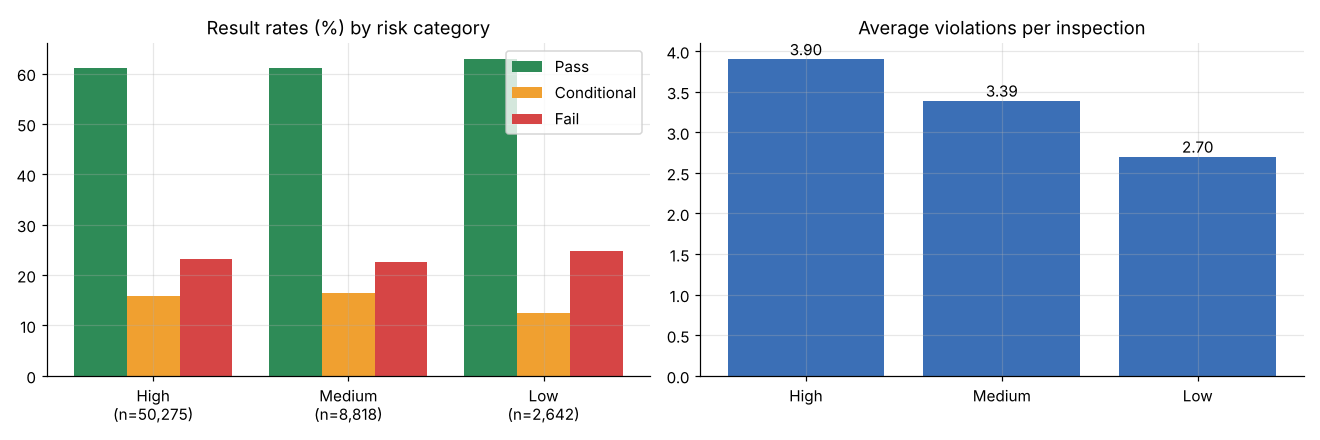 Result rates (%) by risk category
60
50
40
30
20
10
0
Pass
Conditional
Fail
High
(n=50,275)
Medium
(n=8,818)
Low
(n=2,642)
Average violations per inspection
4.0
3.5
3.0
2.5
2.0
1.5
1.0
0.5
0.0
3.90
3.39
2.70
High
Medium
Low